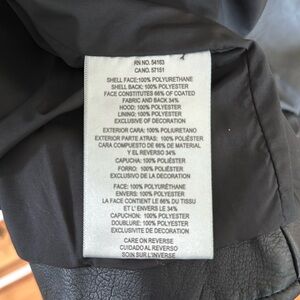 RN NO. 54163
CA NO. 57151
SHELL FACE:100% POLYURETHANE
SHELL BACK: 100% POLYESTER
FACE CONSTITUTES 66% OF COATED
FABRIC AND BACK 34%
HOOD: 100% POLYESTER
LINING: 100% POLYESTER
EXCLUSIVE OF DECORATION
EXTERIOR CARA: 100% POLIURETANO
EXTERIOR PARTE ATRAS: 100% POLIÉSTER
CARA COMPUESTO DE 66% DE MATERIAL
Y EL REVERSO 34%
CAPUCHA: 100% POLIÉSTER
FORRO: 100% POLIÉSTER
EXCLUSIVO DE LA DECORACIÓN
FACE: 100% POLYURÉTHANE
ENVERS: 100% POLYESTER
LA FACE CONTIENT LE 66% DU TISSU
ET L' ENVERS LE 34%
CAPUCHON: 100% POLYESTER
DOUBLURE: 100% POLYESTER
EXCLUSIVITE DE DECORATION
CARE ON REVERSE
CUIDADO AL REVERSO
SOIN SUR L'INVERSE